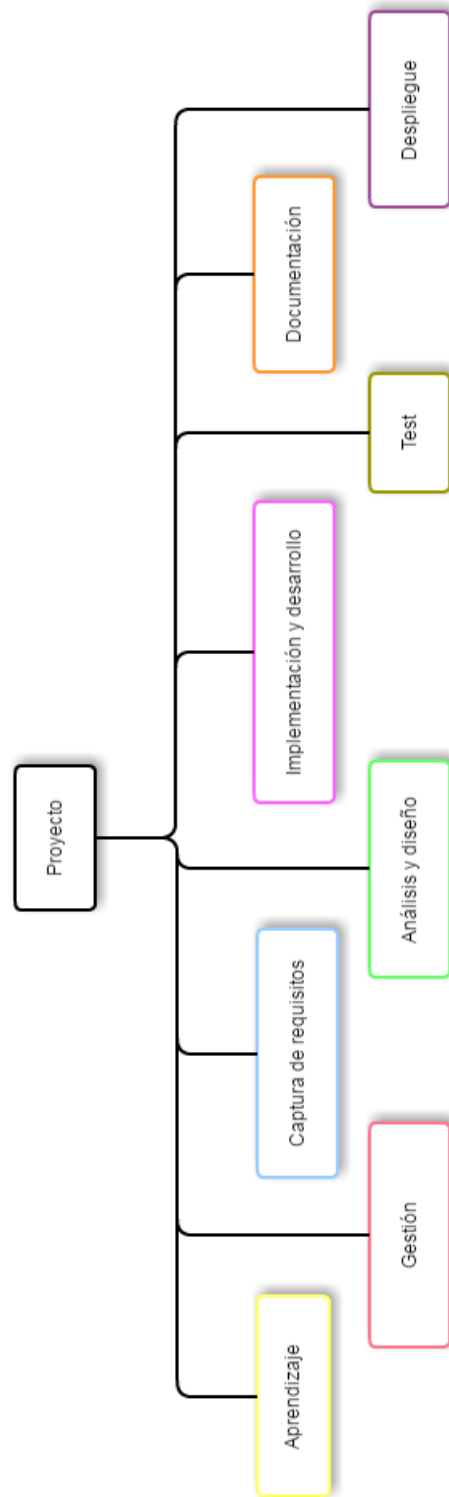 Proyecto
Aprendizaje
Gestión
Captura de requisitos
Análisis y diseño
Implementación y desarrollo
Test
Documentación
Despliegue